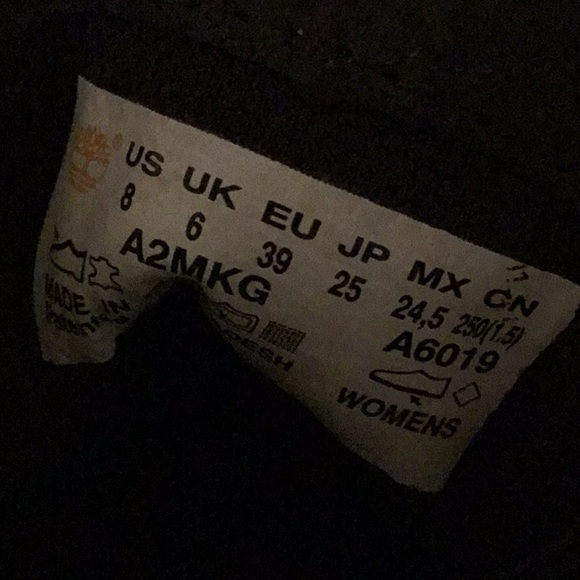 US UK EU JP MX CN
8 6 39 25 24,5 250(1.5)
A2MKG A6019
MADE IN
WOMENS